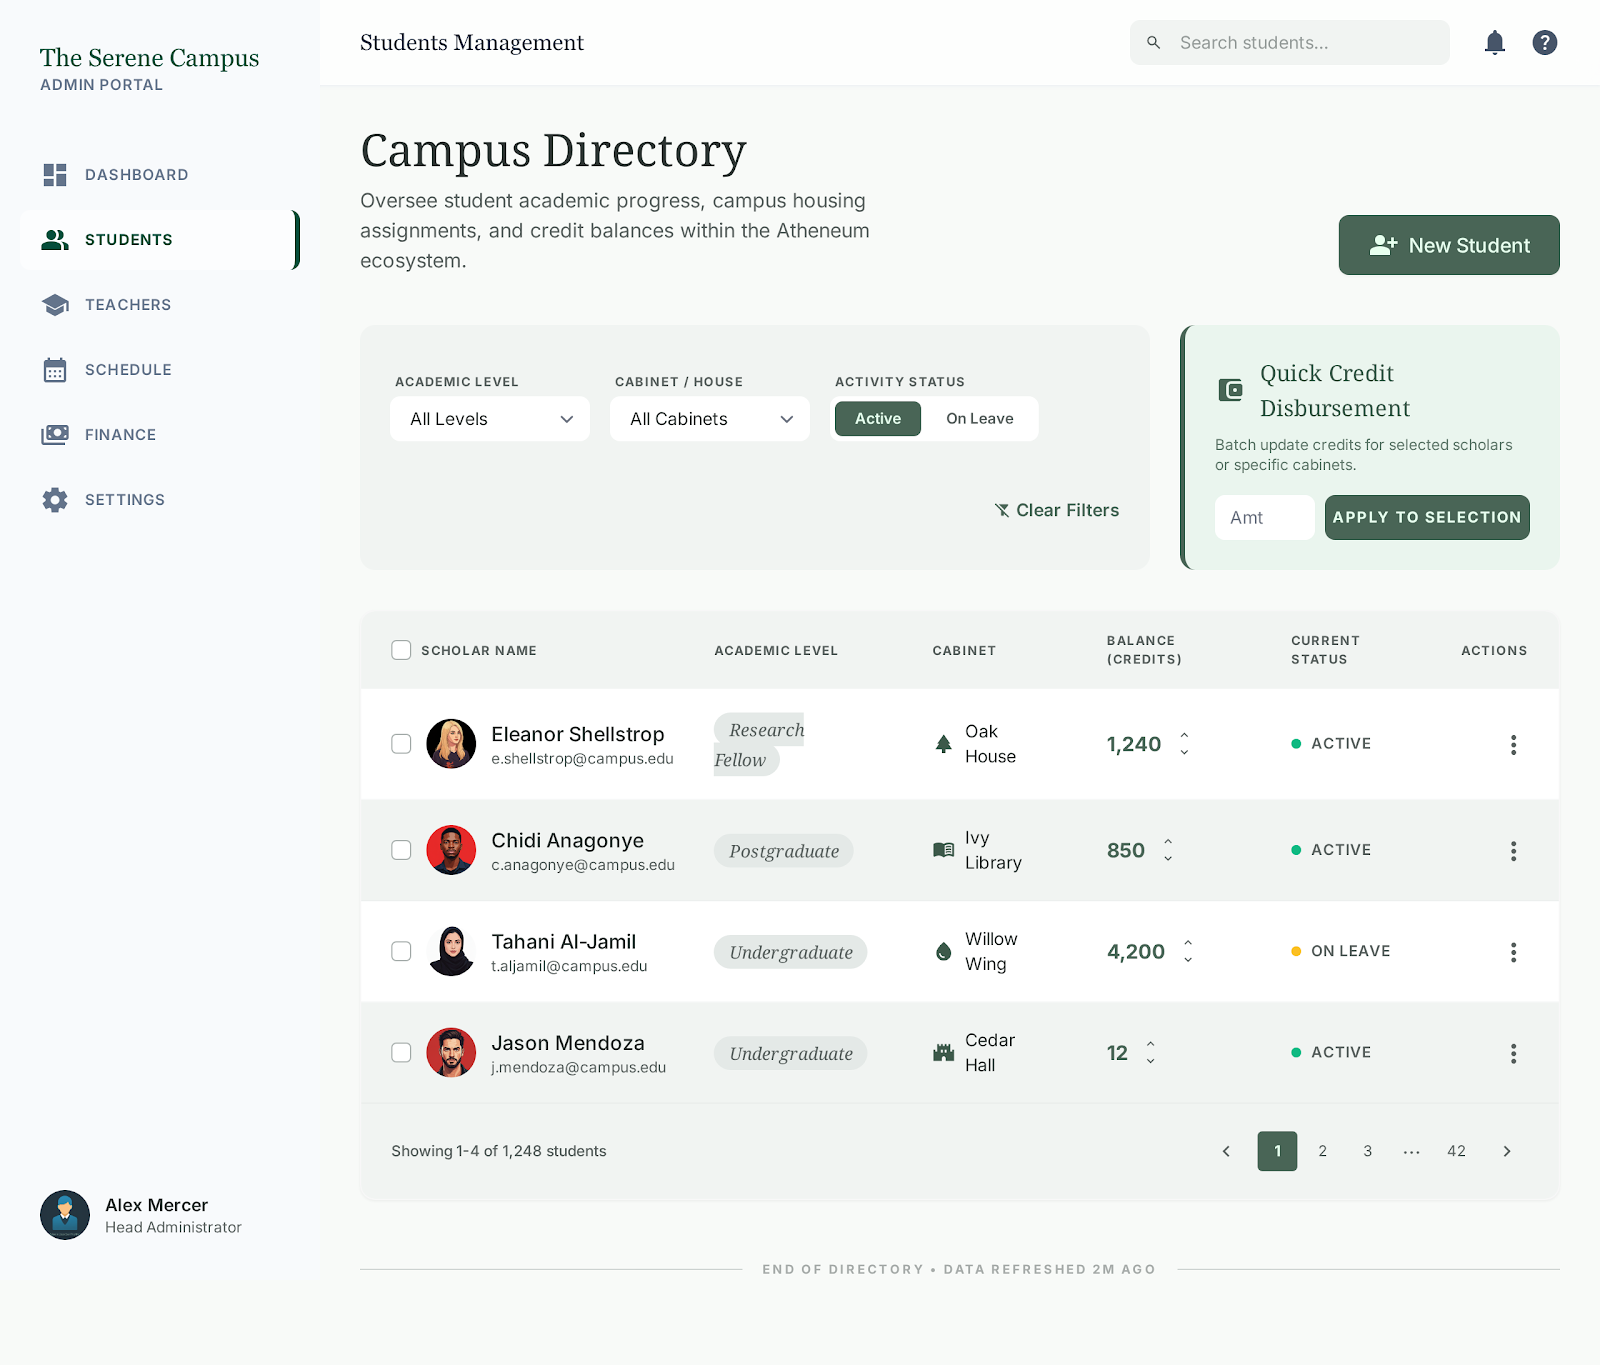 The Serene Campus
ADMIN PORTAL
DASHBOARD
STUDENTS
TEACHERS
SCHEDULE
FINANCE
SETTINGS
Alex Mercer
Head Administrator
Students Management
Search students...
Campus Directory
Oversee student academic progress, campus housing
assignments, and credit balances within the Atheneum
ecosystem.
New Student
ACADEMIC LEVEL
All Levels
CABINET / HOUSE
All Cabinets
ACTIVITY STATUS
Active
On Leave
Clear Filters
Quick Credit
Disbursement
Batch update credits for selected scholars
or specific cabinets.
Amt
APPLY TO SELECTION
SCHOLAR NAME
ACADEMIC LEVEL
CABINET
BALANCE
(CREDITS)
CURRENT
STATUS
ACTIONS
Eleanor Shellstrop
e.shellstrop@campus.edu
Research
Fellow
Oak
House
1,240
ACTIVE
Chidi Anagonye
c.anagonye@campus.edu
Postgraduate
Ivy
Library
850
ACTIVE
Tahani Al-Jamil
t.aljamil@campus.edu
Undergraduate
Willow
Wing
4,200
ON LEAVE
Jason Mendoza
j.mendoza@campus.edu
Undergraduate
Cedar
Hall
12
ACTIVE
Showing 1-4 of 1,248 students
1 2 3 ... 42
END OF DIRECTORY • DATA REFRESHED 2M AGO